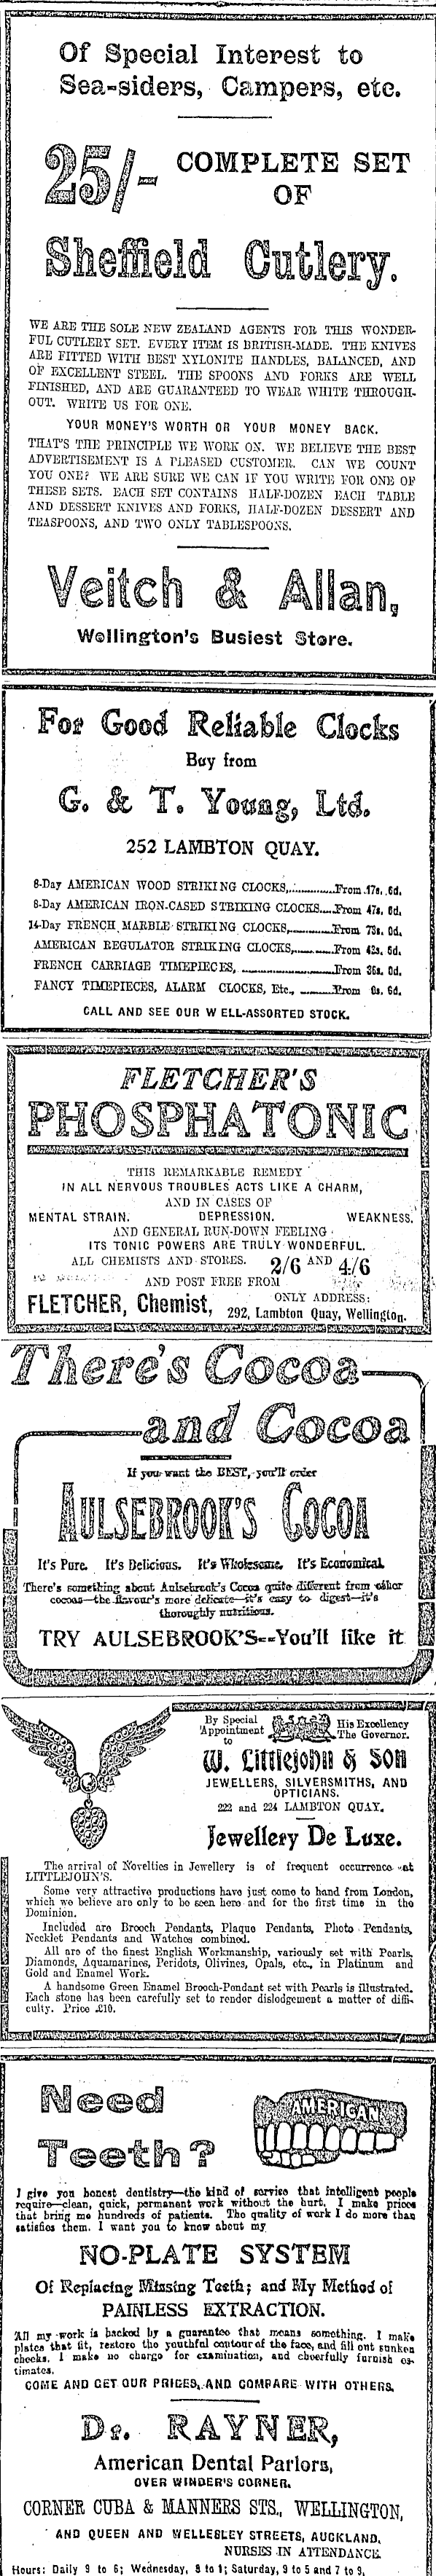 Of Special Interest to
Sea-siders, Campers, etc.
25/- COMPLETE SET
OF
Sheffield Cutlery.
WE ARE THE SOLE NEW ZEALAND AGENTS FOR THIS WONDER-
FUL CUTLERY SET. EVERY ITEM IS BRITISH-MADE. THE KNIVES
ARE FITTED WITH BEST XYLONITE HANDLES, BALANCED, AND
OF EXCELLENT STEEL. THE SPOONS AND FORKS ARE WELL
FINISHED, AND ARE GUARANTEED TO WEAR WHITE THROUGH-
OUT. WRITE US FOR ONE.
YOUR MONEY'S WORTH OR YOUR MONEY BACK.
THAT'S THE PRINCIPLE WE WORK ON. WE BELIEVE THE BEST
ADVERTISEMENT IS A PLEASED CUSTOMER. CAN WE COUNT
YOU ONE? WE ARE SURE WE CAN IF YOU WRITE FOR ONE OF
THESE SETS. EACH SET CONTAINS HALF-DOZEN EACH TABLE
AND DESSERT KNIVES AND FORKS, HALF-DOZEN DESSERT AND
TEASPOONS, AND TWO ONLY TABLESPOONS.
Veitch & Allan,
Wellington's Busiest Store.
For Good Reliable Clocks
Buy from
G. & T. Young, Ltd.
252 LAMBTON QUAY.
8-Day AMERICAN WOOD STRIKING CLOCKS,..............From 17s. 6d.
8-Day AMERICAN IRON-CASED STRIKING CLOCKS....From 47s. 6d.
14-Day FRENCH MARBLE STRIKING CLOCKS,..............From 73s. 0d.
AMERICAN REGULATOR STRIKING CLOCKS,............From 42s. 6d.
FRENCH CARRIAGE TIMEPIECES, ........................From 36s. 0d.
FANCY TIMEPIECES, ALARM CLOCKS, Etc., .........From 6d.
CALL AND SEE OUR WELL-ASSORTED STOCK.
FLETCHER'S
PHOSPHATONIC
THIS REMARKABLE REMEDY
IN ALL NERVOUS TROUBLES ACTS LIKE A CHARM,
AND IN CASES OF
MENTAL STRAIN. DEPRESSION. WEAKNESS.
AND GENERAL RUN-DOWN FEELING
ITS TONIC POWERS ARE TRULY WONDERFUL.
ALL CHEMISTS AND STORES. 2/6 AND 4/6
AND POST FREE FROM
FLETCHER, Chemist, ONLY ADDRESS:
292, Lambton Quay, Wellington.
There's Cocoa
and Cocoa
If you want the BEST, you'll order
AULSEBROOK'S COCOA
It's Pure. It's Delicious. It's Wholesome. It's Economical.
There's something about Aulsebrook's Cocoa quite different from other
cocoas—the flavour's more delicate—it's easy to digest—it's
thoroughly nutritious.
TRY AULSEBROOK'S--You'll like it
By Special
Appointment
to
His Excellency
The Governor.
W. Littlejohn & Son
JEWELLERS, SILVERSMITHS, AND
OPTICIANS.
222 and 224 LAMBTON QUAY.
Jewellery De Luxe.
The arrival of Novelties in Jewellery is of frequent occurrence at
LITTLEJOHN'S.
Some very attractive productions have just come to hand from London,
which we believe are only to be seen here and for the first time in the
Dominion.
Included are Brooch Pendants, Plaque Pendants, Photo Pendants,
Necklet Pendants and Watches combined.
All are of the finest English Workmanship, variously set with Pearls,
Diamonds, Aquamarines, Peridots, Olivines, Opals, etc., in Platinum and
Gold and Enamel Work.
A handsome Green Enamel Brooch-Pendant set with Pearls is illustrated.
Each stone has been carefully set to render dislodgement a matter of diffi-
culty. Price £10.
Need
Teeth?
AMERICAN
I give you honest dentistry—the kind of service that intelligent people
require—clean, quick, permanent work without the hurt. I make prices
that bring me hundreds of patients. The quality of work I do more than
satisfies them. I want you to know about my
NO-PLATE SYSTEM
Of Replacing Missing Teeth; and My Method of
PAINLESS EXTRACTION.
All my work is backed by a guarantee that means something. I make
plates that fit, restore the youthful contour of the face, and fill out sunken
cheeks. I make no charge for examination, and cheerfully furnish es-
timates.
COME AND GET OUR PRICES, AND COMPARE WITH OTHERS.
Dr. RAYNER,
American Dental Parlors,
OVER WINDER'S CORNER.
CORNER CUBA & MANNERS STS., WELLINGTON,
AND QUEEN AND WELLESLEY STREETS, AUCKLAND.
NURSES IN ATTENDANCE.
Hours: Daily 9 to 6; Wednesday, 8 to 1; Saturday, 9 to 5 and 7 to 9.